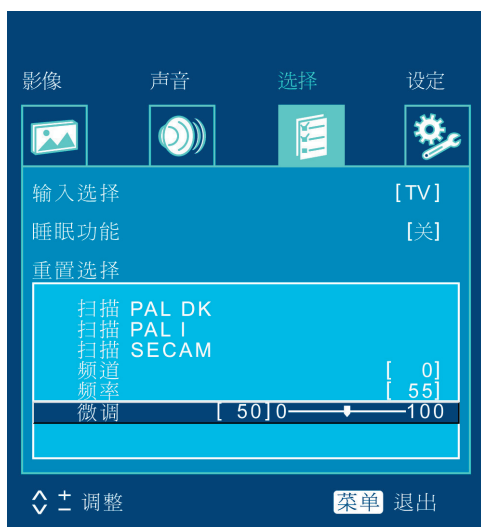 影像 声音 选择 设定
输入选择 [TV]
睡眠功能 [关]
重置选择
扫描 PAL DK
扫描 PAL I
扫描 SECAM
频道 [ 0]
频率 [ 55]
微调 [ 50]0 100
调整 菜单 退出